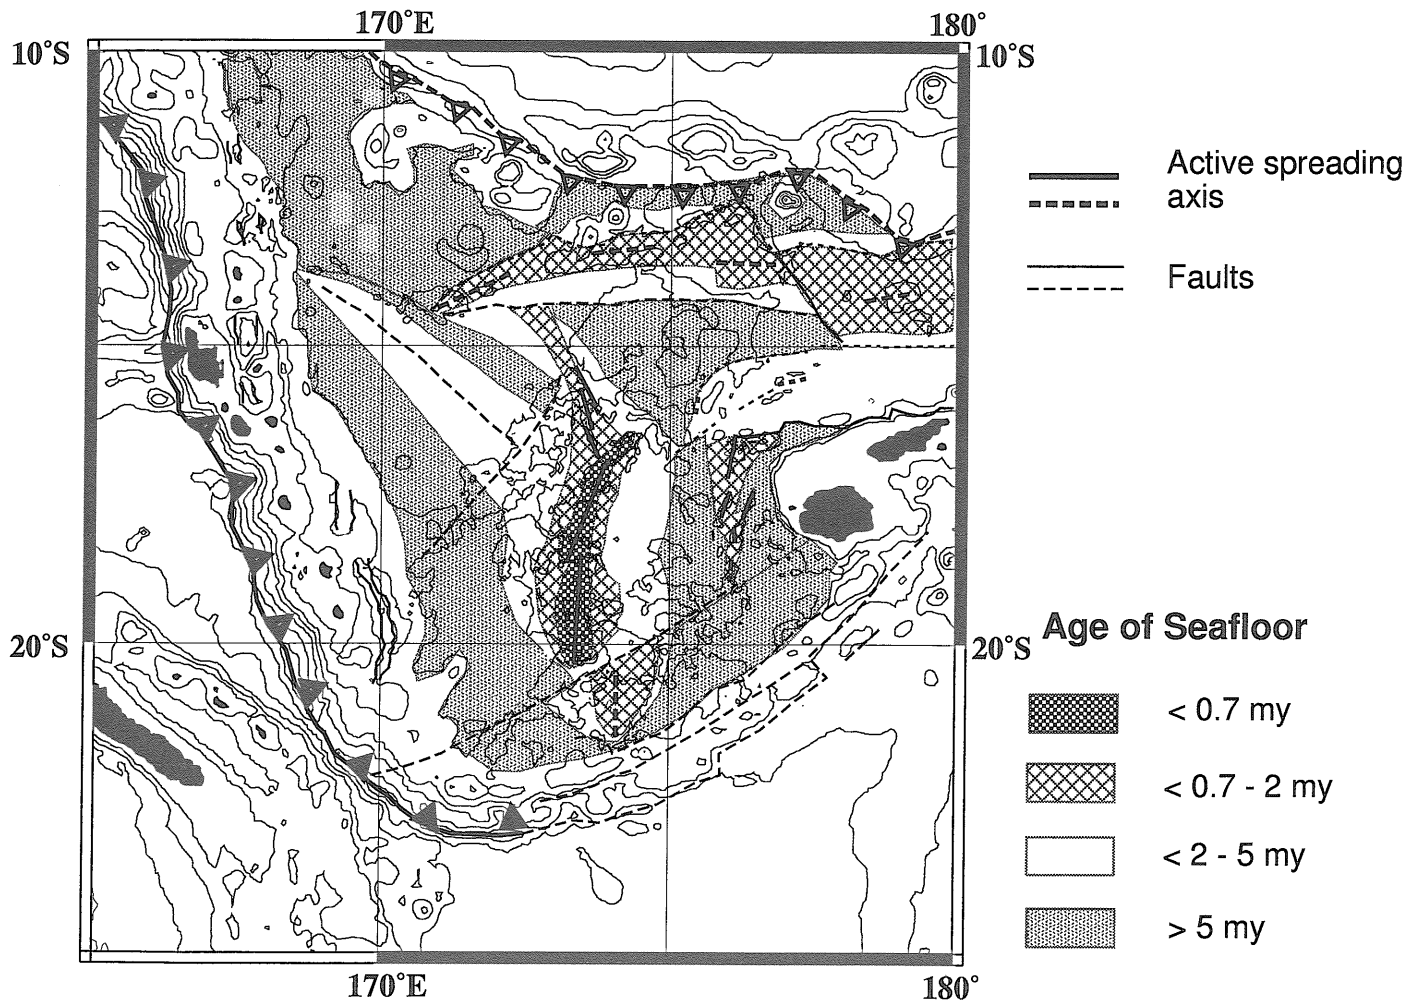 170°E
180°
10°S
10°S
Active spreading
axis
Faults
20°S
20°S
Age of Seafloor
< 0.7 my
< 0.7 - 2 my
< 2 - 5 my
> 5 my
170°E
180°